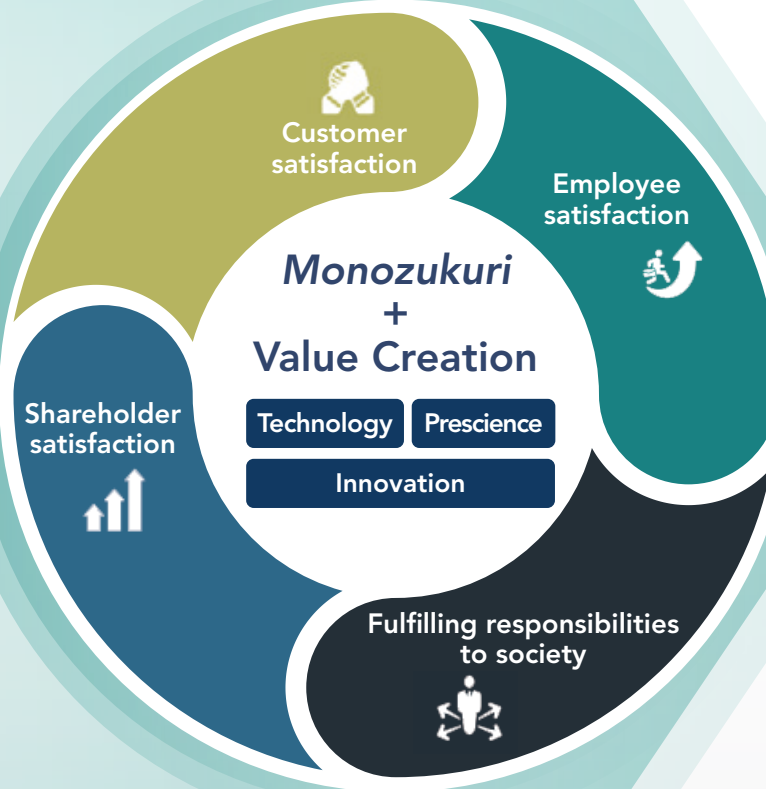 Customer
satisfaction
Employee
satisfaction
Monozukuri
+
Value Creation
Technology
Prescience
Innovation
Shareholder
satisfaction
Fulfilling responsibilities
to society